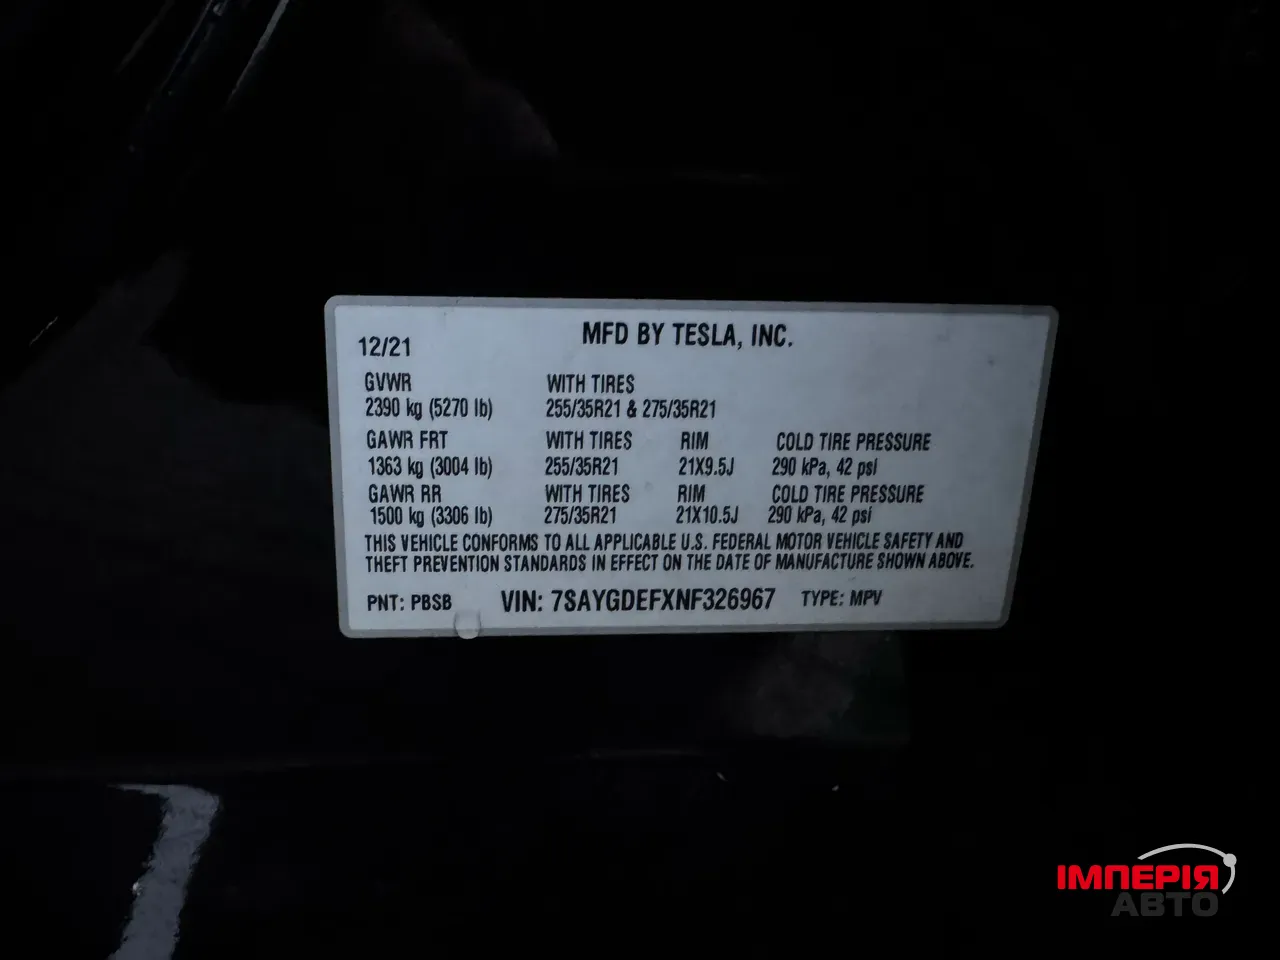 MFD BY TESLA, INC.
12/21
GVWR WITH TIRES
2390 kg (5270 lb) 255/35R21 & 275/35R21
GAWR FRT WITH TIRES RIM COLD TIRE PRESSURE
1363 kg (3004 lb) 255/35R21 21X9.5J 290 kPa, 42 psi
GAWR RR WITH TIRES RIM COLD TIRE PRESSURE
1500 kg (3306 lb) 275/35R21 21X10.5J 290 kPa, 42 psi
THIS VEHICLE CONFORMS TO ALL APPLICABLE U.S. FEDERAL MOTOR VEHICLE SAFETY AND
THEFT PREVENTION STANDARDS IN EFFECT ON THE DATE OF MANUFACTURE SHOWN ABOVE.
PNT: PBSB VIN: 7SAYGDEFXNF326967 TYPE: MPV
ІМПЕРІЯ
АВТО